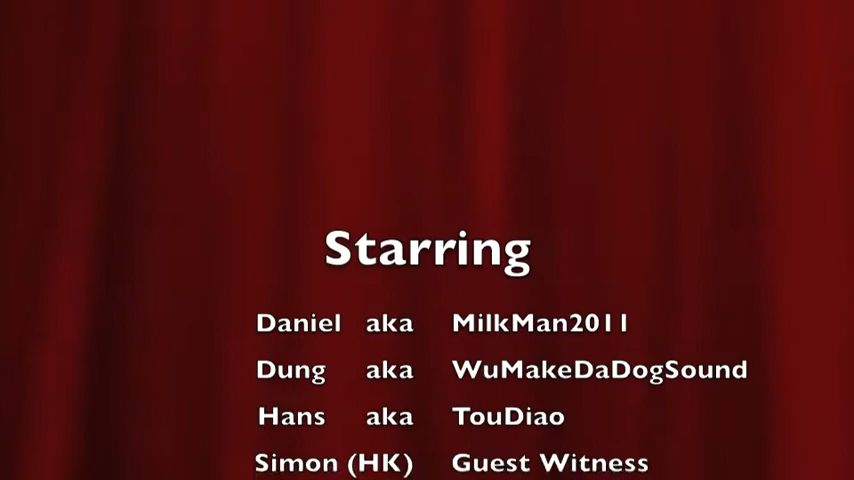 Starring
Daniel aka MilkMan2011
Dung aka WuMakeDaDogSound
Hans aka TouDiao
Simon (HK) Guest Witness